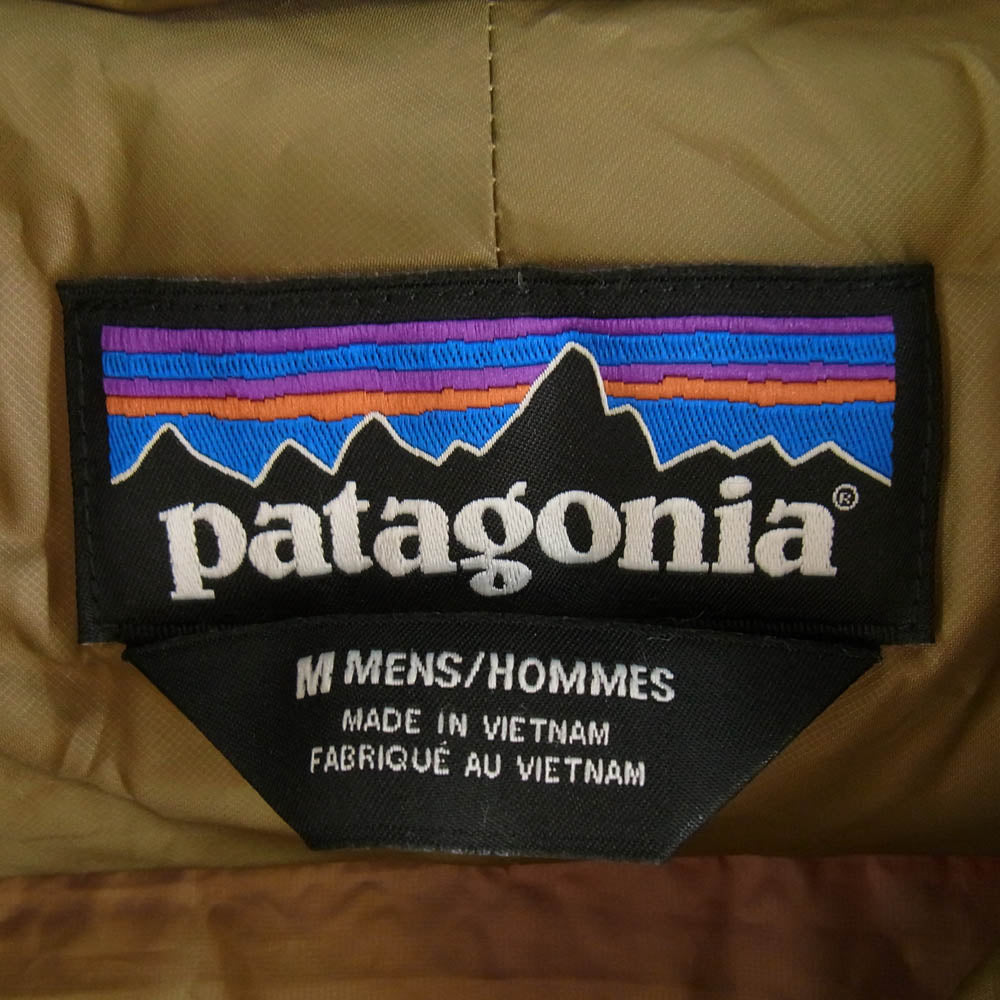 patagonia®
M MENS/HOMMES
MADE IN VIETNAM
FABRIQUÉ AU VIETNAM